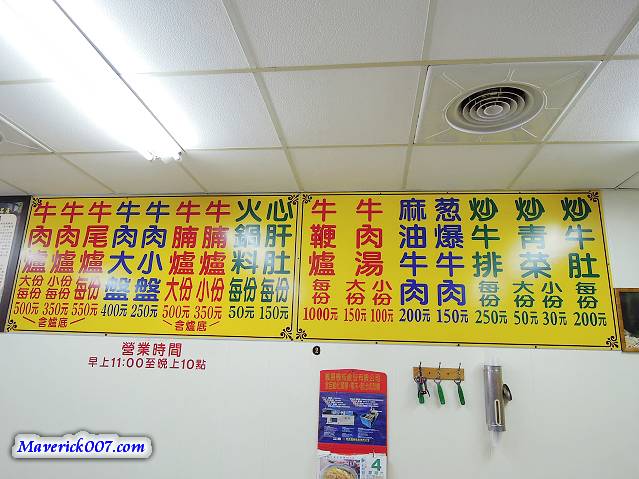 牛肉爐 大份 每份 500元
牛肉爐 小份 每份 350元
牛尾爐 每份 550元
牛肉大盤 400元
牛肉小盤 250元
牛腩爐 大份 500元
牛腩爐 小份 350元
火鍋料 每份 50元
心肝肚 每份 150元
含爐底
含爐底
牛鞭爐 每份 1000元
牛肉湯 大份 150元 小份 100元
麻油牛肉 200元
葱爆牛肉 150元
炒牛排 每份 250元
炒青菜 大份 50元 小份 30元
炒牛肚 每份 200元
營業時間
早上11:00至晚上10點
4
Maverick007.com